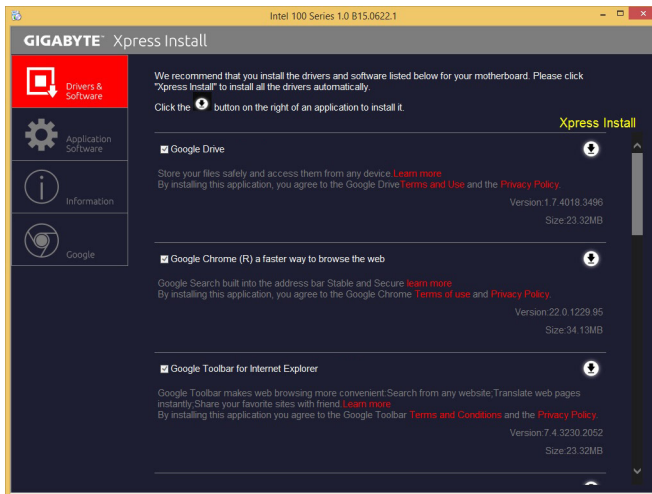 Intel 100 Series 1.0 B15.0622.1
GIGABYTE™ Xpress Install
Drivers &
Software
Application
Software
Information
Google
We recommend that you install the drivers and software listed below for your motherboard. Please click
"Xpress Install" to install all the drivers automatically.
Click the button on the right of an application to install it.
Xpress Install
Google Drive
Store your files safely and access them from any device.Learn more
By installing this application, you agree to the Google DriveTerms and Use and the Privacy Policy.
Version:1.7.4018.3496
Size:23.32MB
Google Chrome (R) a faster way to browse the web
Google Search built into the address bar Stable and Secure learn more
By installing this application, you agree to the Google Chrome Terms of use and Privacy Policy.
Version:22.0.1229.95
Size:34.13MB
Google Toolbar for Internet Explorer
Google Toolbar makes web browsing more convenient:Search from any website;Translate web pages
instantly;Share your favorite sites with friend.Learn more
By installing this application you agree to the Google Toolbar Terms and Conditions and the Privacy Policy.
Version:7.4.3230.2052
Size:23.32MB